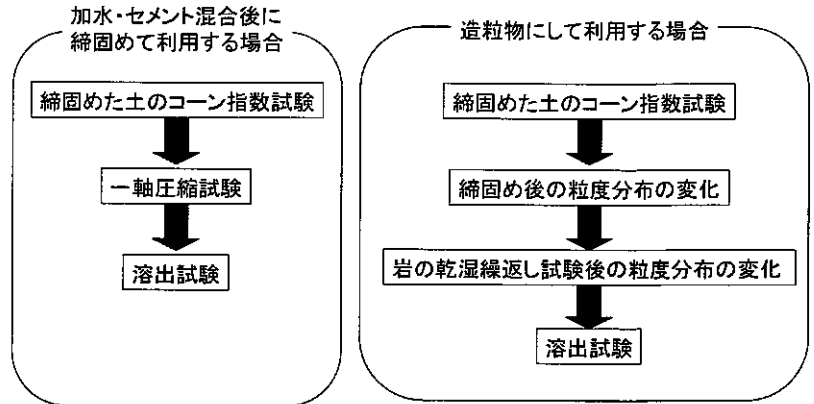 加水・セメント混合後に
締固めて利用する場合
締固めた土のコーン指数試験
一軸圧縮試験
溶出試験
造粒物にして利用する場合
締固めた土のコーン指数試験
締固め後の粒度分布の変化
岩の乾湿繰返し試験後の粒度分布の変化
溶出試験